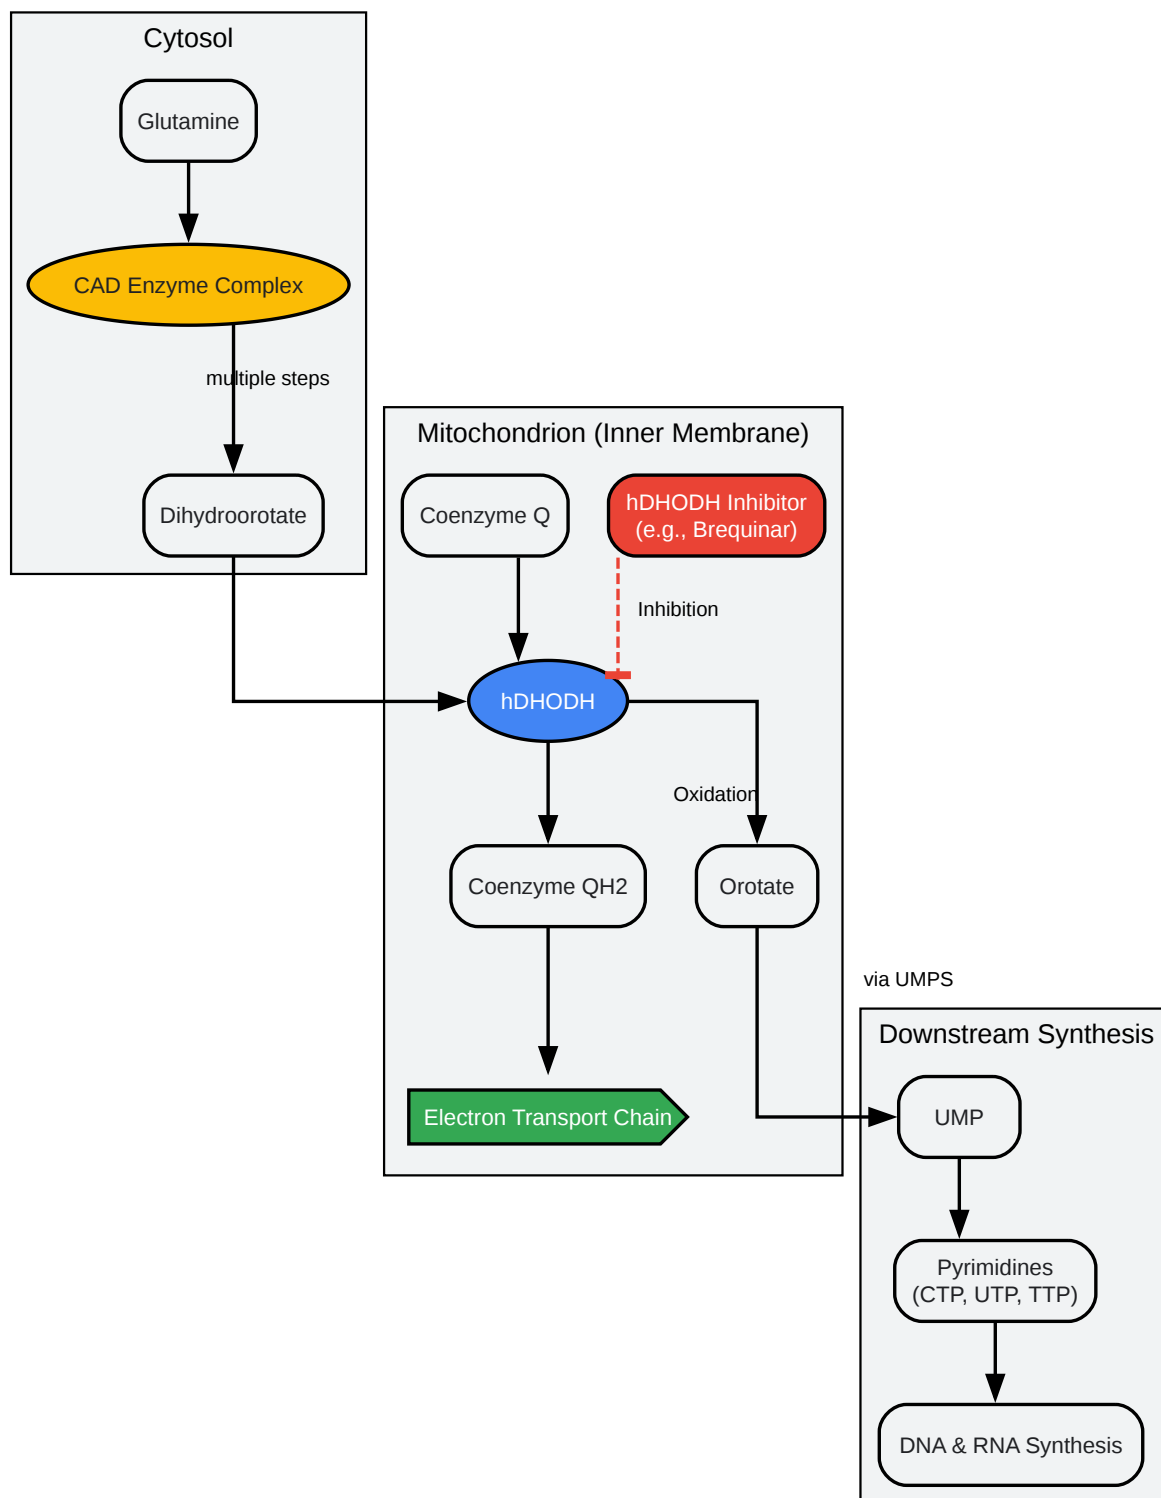 Cytosol
Glutamine
CAD Enzyme Complex
multiple steps
Dihydroorotate
Mitochondrion (Inner Membrane)
Coenzyme Q
hDHODH Inhibitor
(e.g., Brequinar)
Inhibition
hDHODH
Oxidation
Coenzyme QH2
Orotate
Electron Transport Chain
via UMPS
Downstream Synthesis
UMP
Pyrimidines
(CTP, UTP, TTP)
DNA & RNA Synthesis